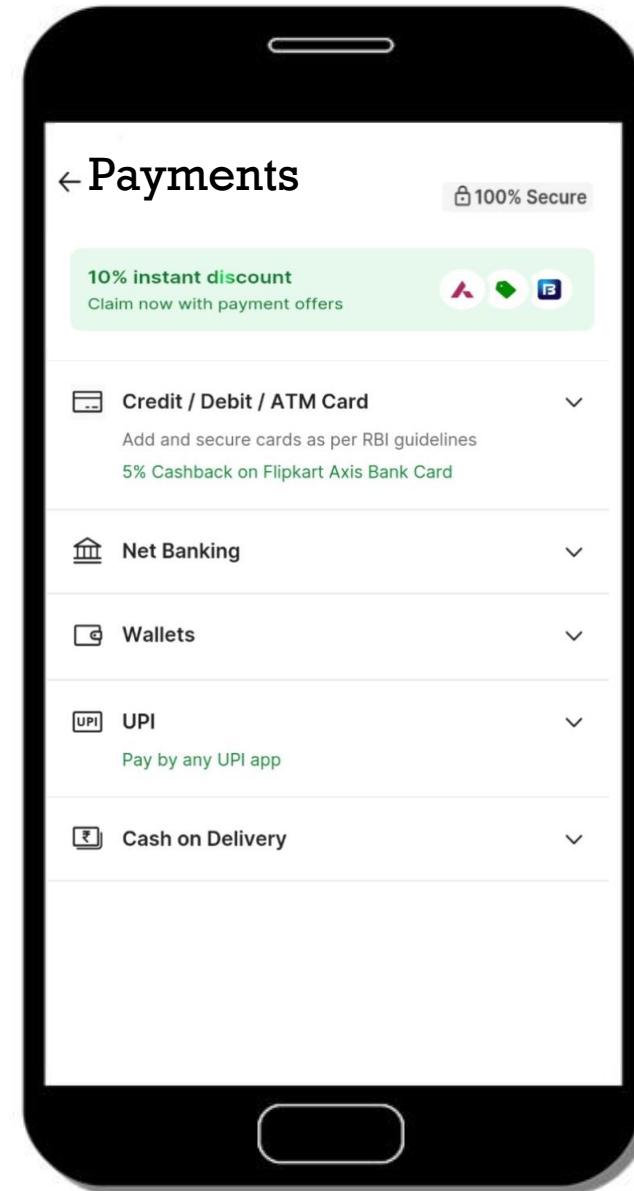 Payments
100% Secure
10% instant discount
Claim now with payment offers
Credit / Debit / ATM Card
Add and secure cards as per RBI guidelines
5% Cashback on Flipkart Axis Bank Card
Net Banking
Wallets
UPI UPI
Pay by any UPI app
₹ Cash on Delivery